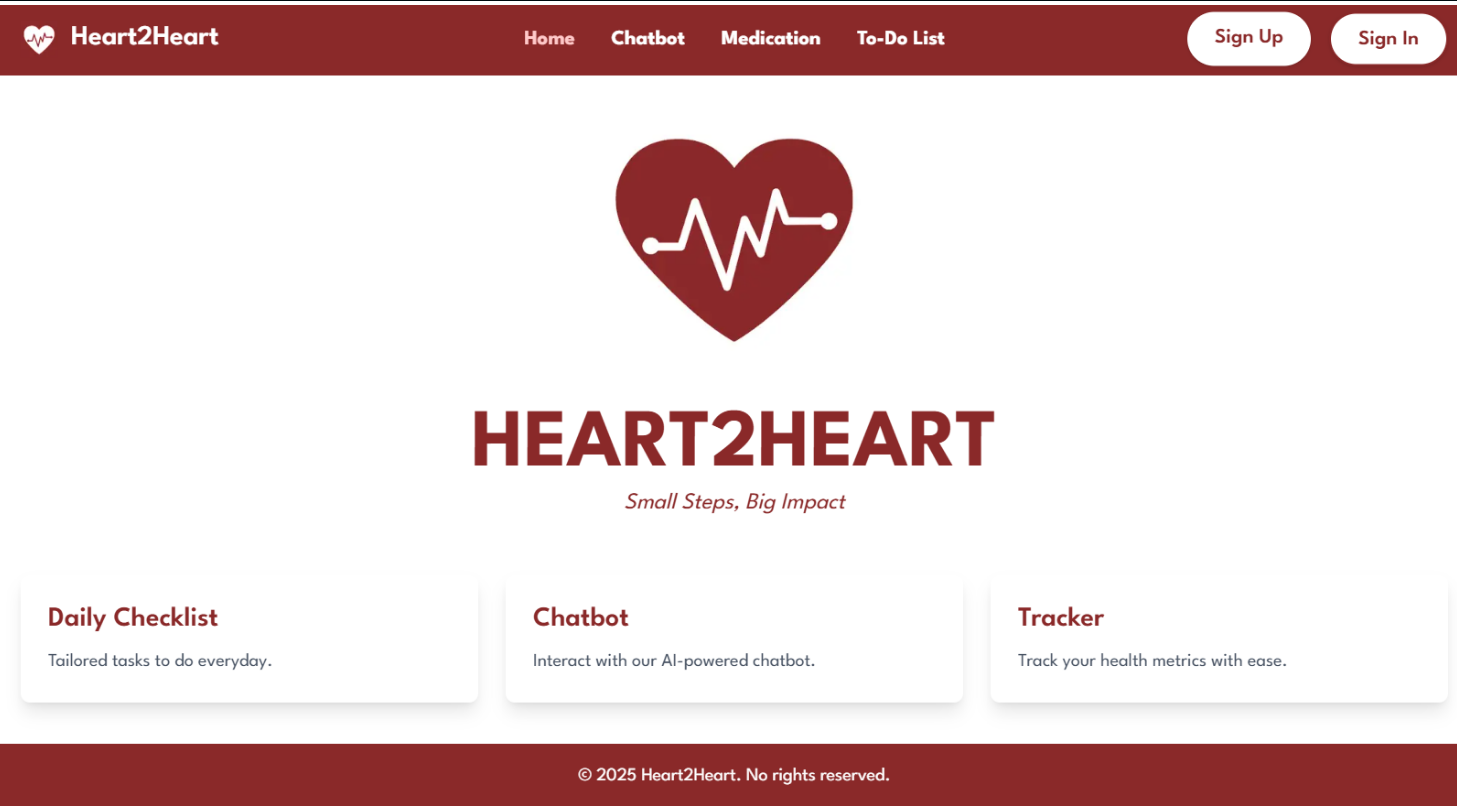 Heart2Heart
Home Chatbot Medication To-Do List
Sign Up Sign In
HEART2HEART
Small Steps, Big Impact
Daily Checklist
Tailored tasks to do everyday.
Chatbot
Interact with our AI-powered chatbot.
Tracker
Track your health metrics with ease.
© 2025 Heart2Heart. No rights reserved.